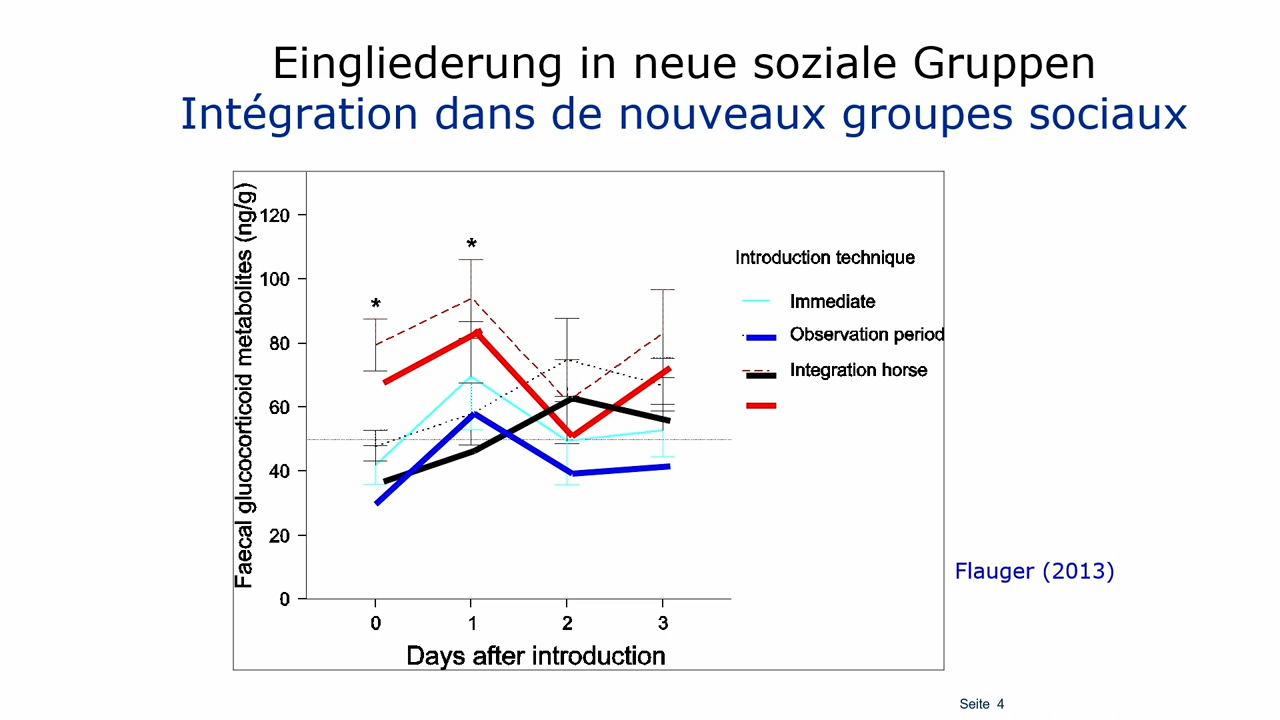 Eingliederung in neue soziale Gruppen
Intégration dans de nouveaux groupes sociaux
Faecal glucocorticoid metabolites (ng/g)
120
100
80
60
40
20
0
*
*
0 1 2 3
Days after introduction
Introduction technique
Immediate
Observation period
Integration horse
Flauger (2013)
Seite 4